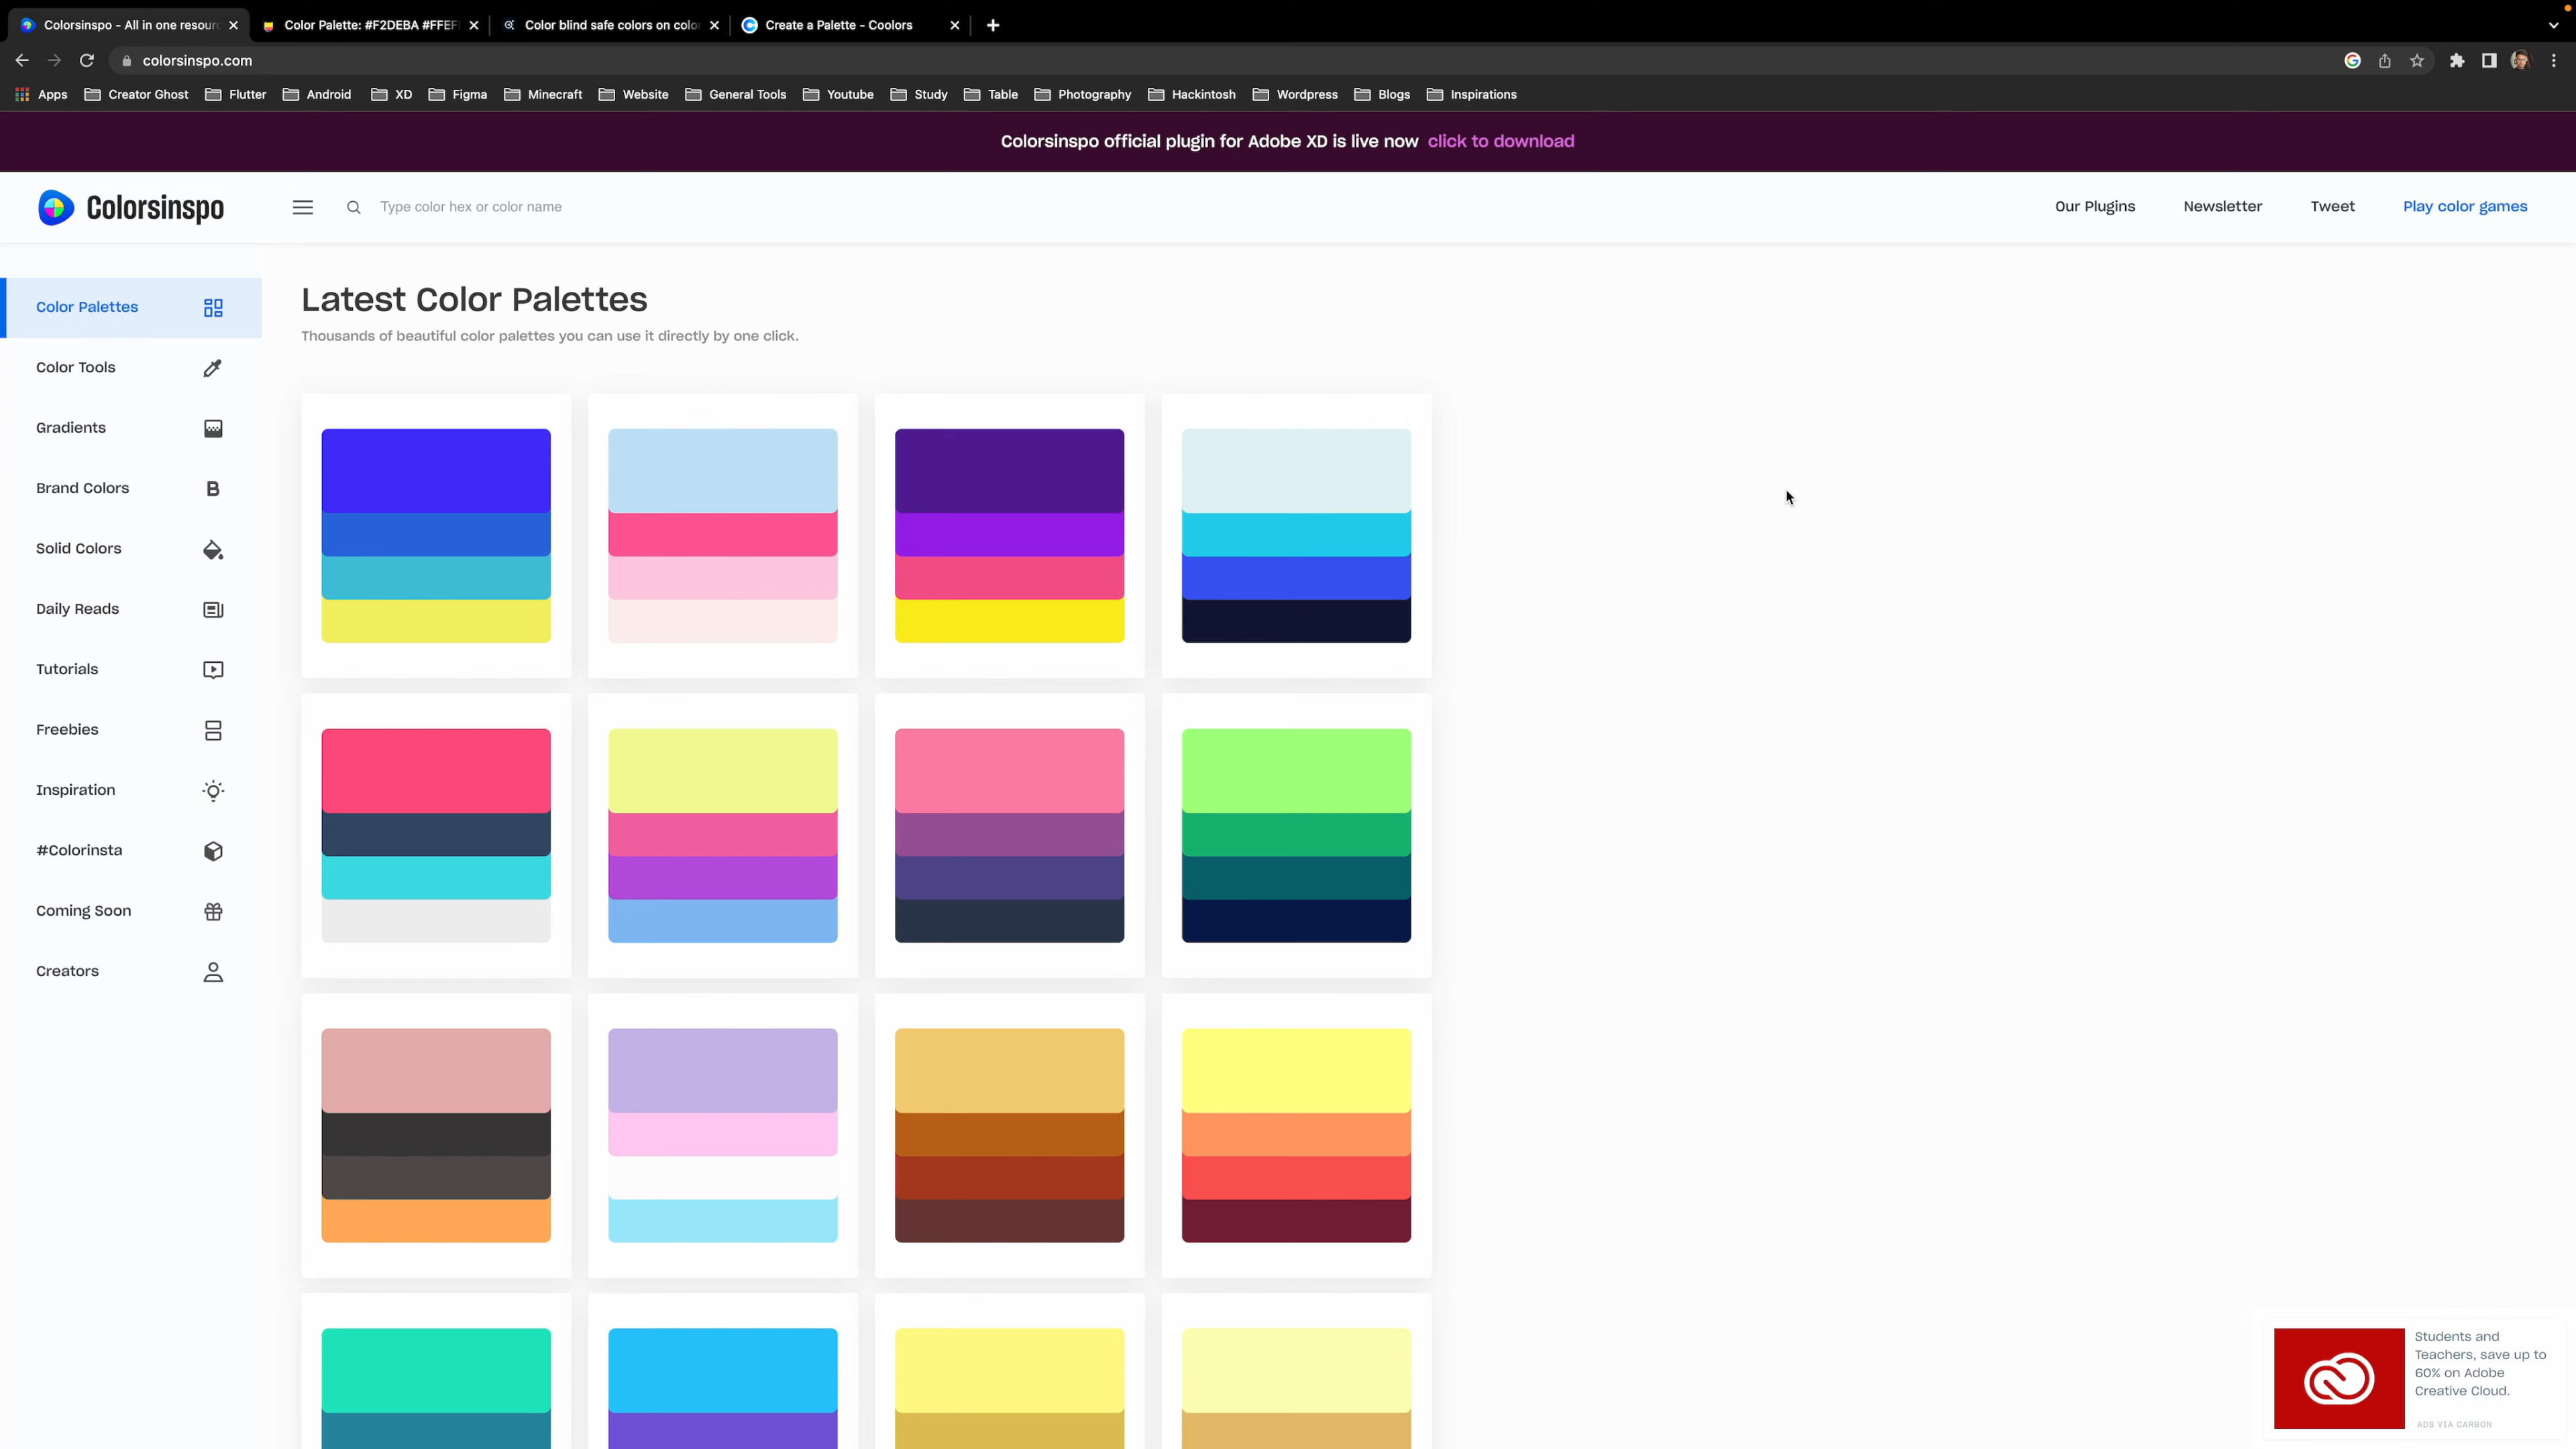 Colorsinspo - All in one resourc
Color Palette: #F2DEBA #FFEF
Color blind safe colors on colo
Create a Palette - Coolors
colorsinspo.com
Apps Creator Ghost Flutter Android XD Figma Minecraft Website General Tools Youtube Study Table Photography Hackintosh Wordpress Blogs Inspirations
Colorsinspo official plugin for Adobe XD is live now click to download
Colorsinspo
Type color hex or color name
Our Plugins Newsletter Tweet Play color games
Color Palettes
Color Tools
Gradients
Brand Colors
B
Solid Colors
Daily Reads
Tutorials
Freebies
Inspiration
#Colorinsta
Coming Soon
Creators
Latest Color Palettes
Thousands of beautiful color palettes you can use it directly by one click.
Students and
Teachers, save up to
60% on Adobe
Creative Cloud.
ADS VIA CARBON